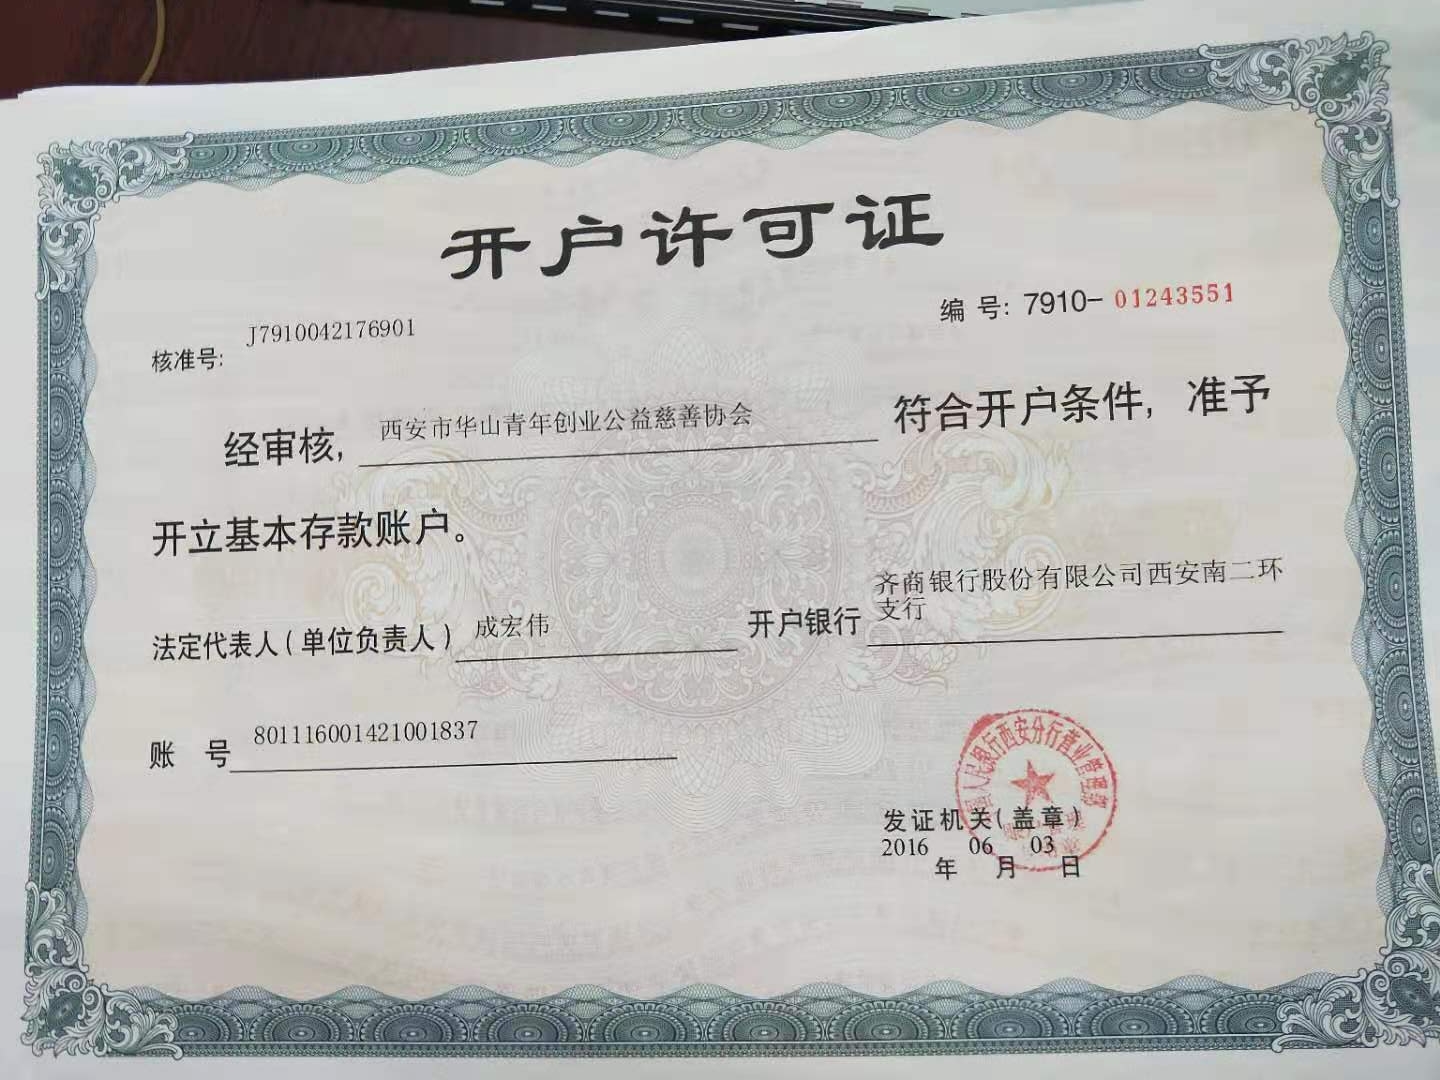 开户许可证
编 号: 7910-01243551
核准号: J7910042176901
经审核, 西安市华山青年创业公益慈善协会 符合开户条件, 准予
开立基本存款账户。
法定代表人(单位负责人) 成宏伟 开户银行 齐商银行股份有限公司西安南二环
支行
账 号 801116001421001837
人民银行西安分行营业管理部
发证机关(盖章)
2016 年 06 月 03 日